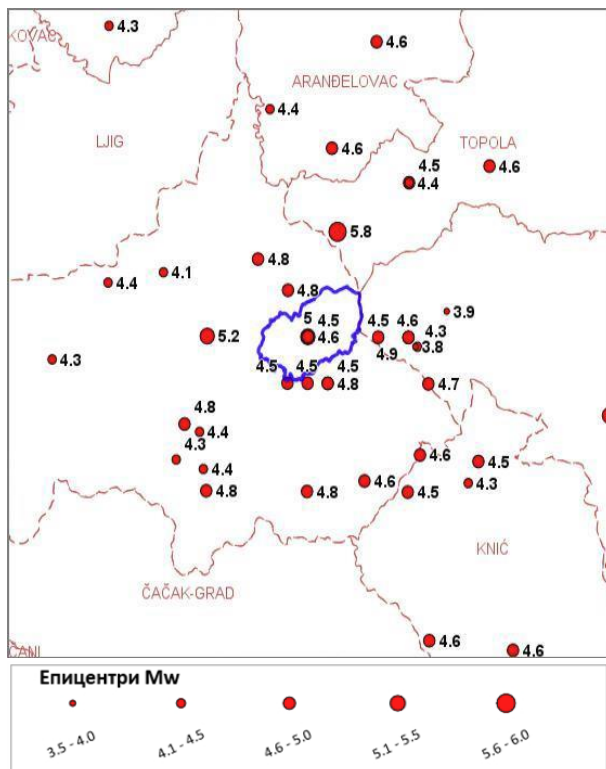 4.3
KOVAC
4.6
ARANĐELOVAC
4.4
LJIG
4.6
TOPOLA
4.5
4.6
4.4
5.8
4.8
4.1
4.4
4.8
3.9
5 4.5
4.5 4.6
4.3
5.2
4.6
4.9
3.8
4.3
4.5 4.5 4.5
4.8
4.7
4.8
4.4
4.3
4.6
4.5
4.4
4.6
4.3
4.8
4.8
4.5
KNIĆ
ČAČAK-GRAD
4.6
4.6
ČANI
Епицентри Mw
3.5 - 4.0
4.1 - 4.5
4.6 - 5.0
5.1 - 5.5
5.6 - 6.0